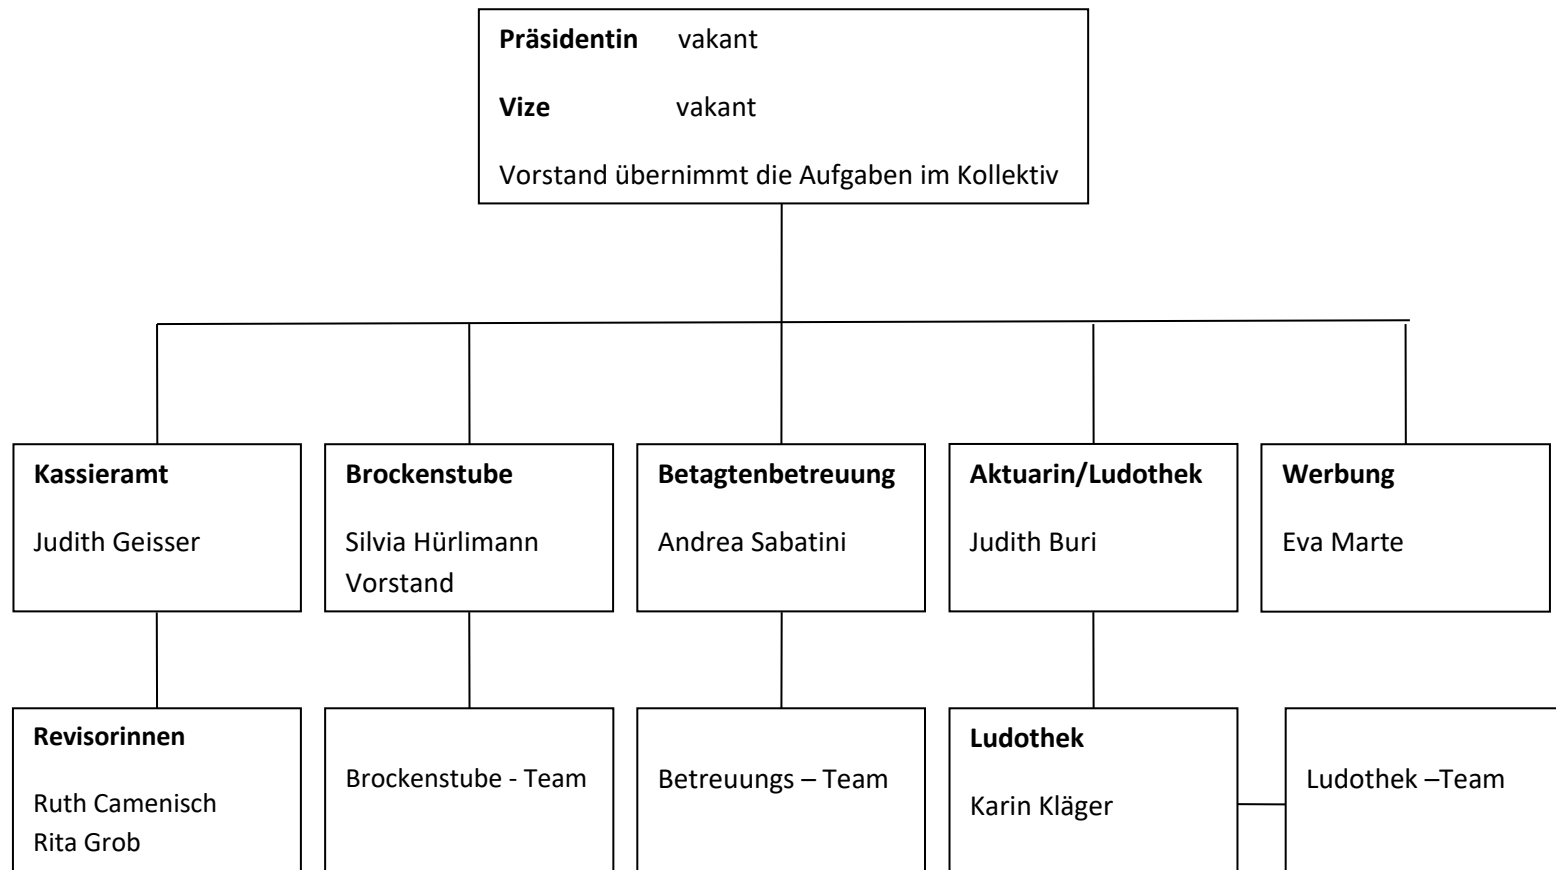 Präsidentin vakant
Vize vakant
Vorstand übernimmt die Aufgaben im Kollektiv
Kassieramt
Judith Geisser
Brockenstube
Silvia Hürlimann
Vorstand
Betagtenbetreuung
Andrea Sabatini
Aktuarin/Ludothek
Judith Buri
Werbung
Eva Marte
Revisorinnen
Ruth Camenisch
Rita Grob
Brockenstube - Team
Betreuungs – Team
Ludothek
Karin Kläger
Ludothek –Team